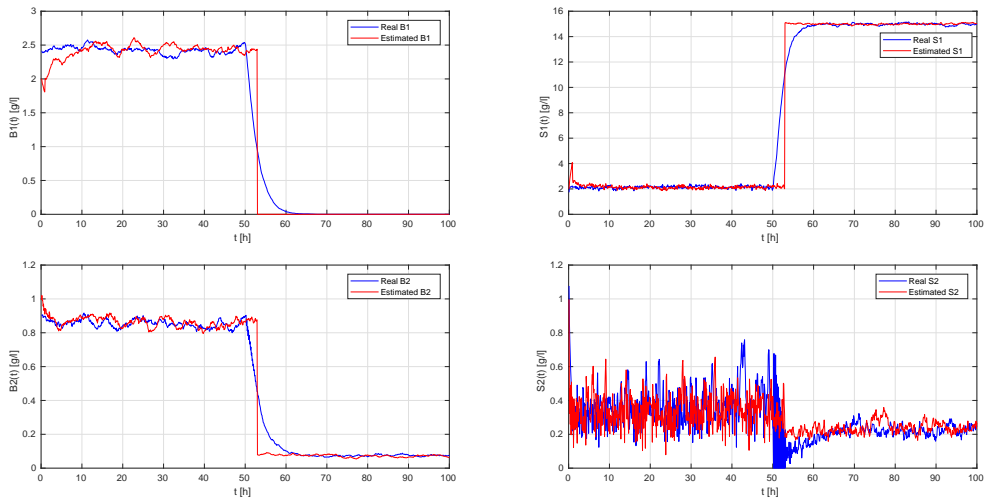 3
2.5
2
1.5
1
0.5
0
B1(t) [g/l]
Real B1
Estimated B1
0 10 20 30 40 50 60 70 80 90 100
t [h]
16
14
12
10
8
6
4
2
0
S1(t) [g/l]
Real S1
Estimated S1
0 10 20 30 40 50 60 70 80 90 100
t [h]
1.2
1
0.8
0.6
0.4
0.2
0
B2(t) [g/l]
Real B2
Estimated B2
0 10 20 30 40 50 60 70 80 90 100
t [h]
1.2
1
0.8
0.6
0.4
0.2
0
S2(t) [g/l]
Real S2
Estimated S2
0 10 20 30 40 50 60 70 80 90 100
t [h]